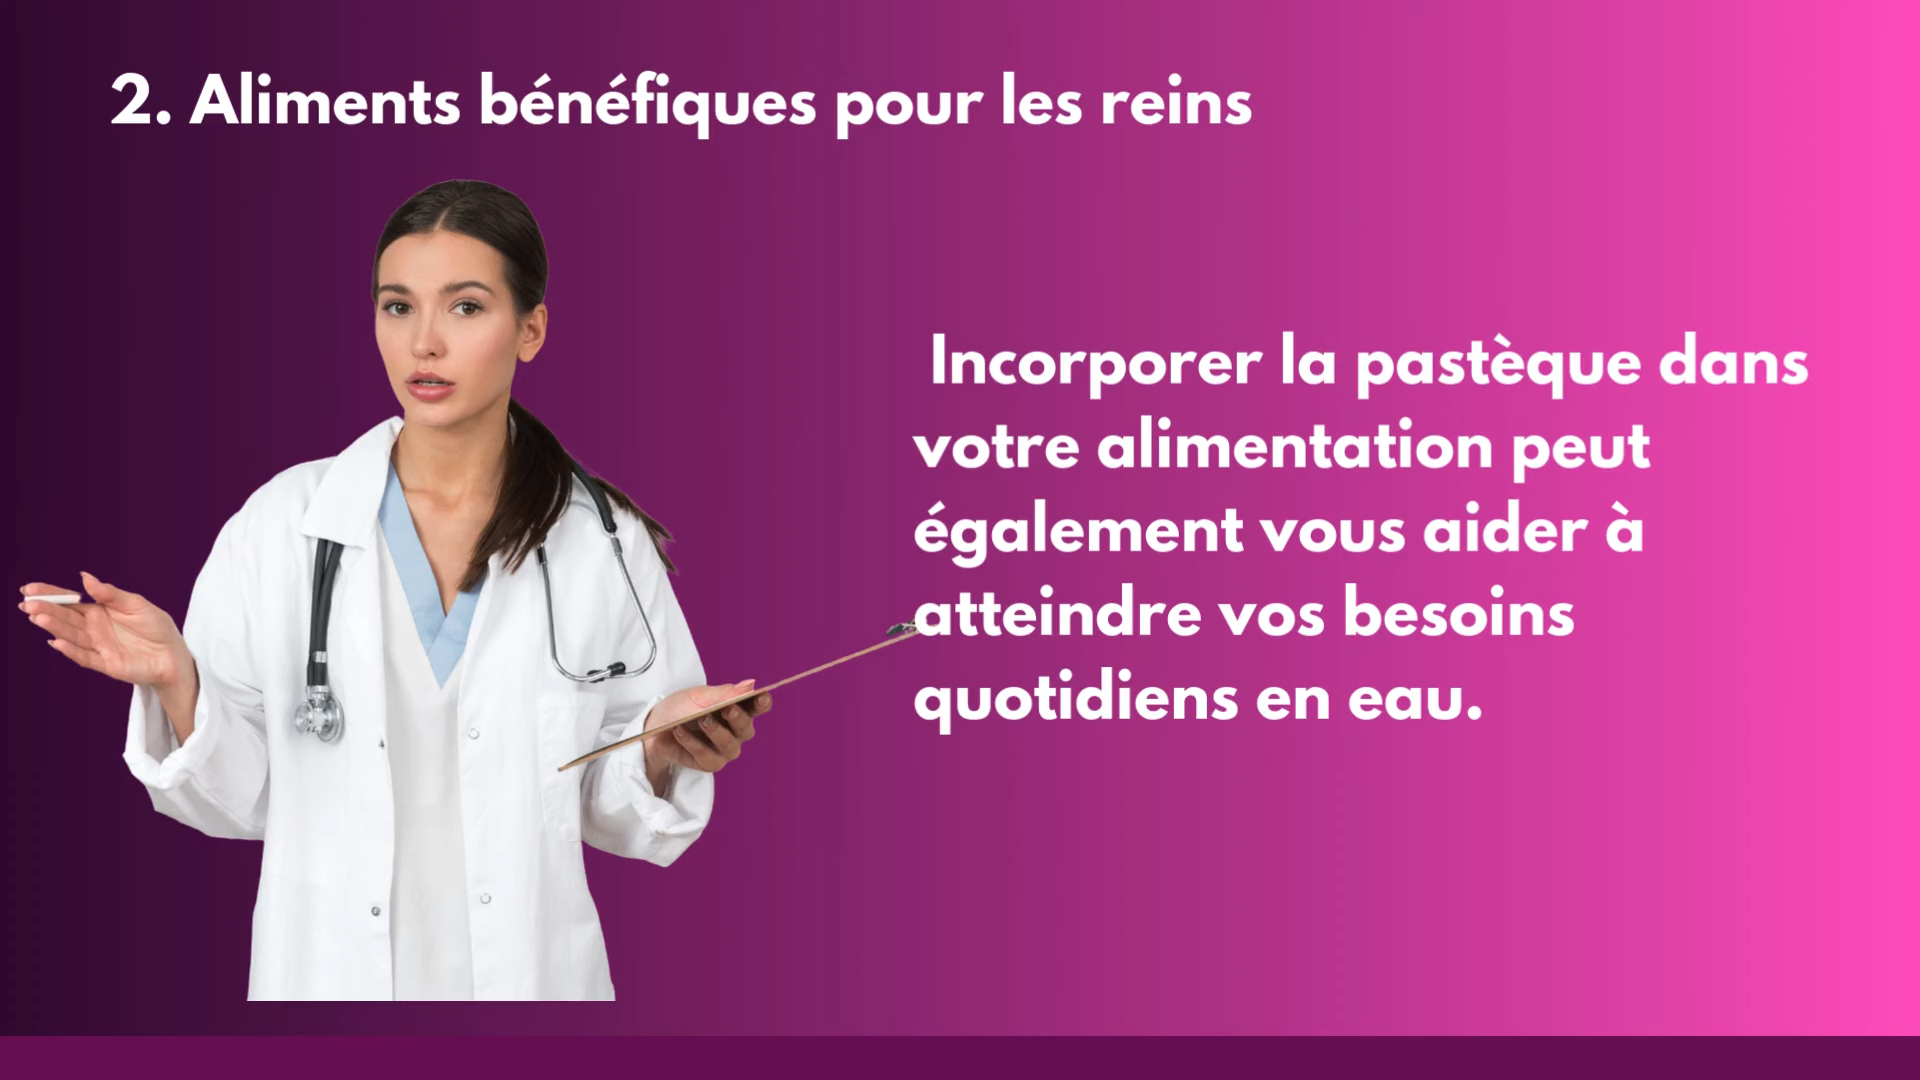 2. Aliments bénéfiques pour les reins
Incorporer la pastèque dans
votre alimentation peut
également vous aider à
atteindre vos besoins
quotidiens en eau.